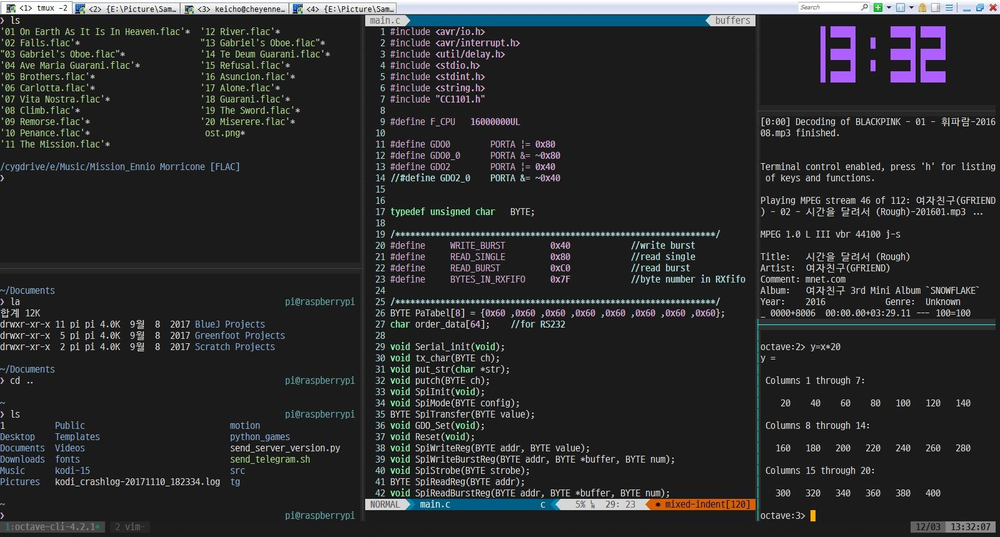 <1> tmux -2
<2> {E:\Picture\Sam...
<3> keicho@cheyenne...
<4> {E:\Picture\Sam...
Search
❯ ls
'01 On Earth As It Is In Heaven.flac'* '12 River.flac'*
'02 Falls.flac'* "13 Gabriel's Oboe.flac"*
"03 Gabriel's Oboe.flac"* '14 Te Deum Guarani.flac'*
'04 Ave Maria Guarani.flac'* '15 Refusal.flac'*
'05 Brothers.flac'* '16 Asuncion.flac'*
'06 Carlotta.flac'* '17 Alone.flac'*
'07 Vita Nostra.flac'* '18 Guarani.flac'*
'08 Climb.flac'* '19 The Sword.flac'*
'09 Remorse.flac'* '20 Miserere.flac'*
'10 Penance.flac'* ost.png*
'11 The Mission.flac'*
/cygdrive/e/Music/Mission_Ennio Morricone [FLAC]
❯
~/Documents
❯ la pi@raspberrypi
합계 12K
drwxr-xr-x 11 pi pi 4.0K 9월 8 2017 BlueJ Projects
drwxr-xr-x 5 pi pi 4.0K 9월 8 2017 Greenfoot Projects
drwxr-xr-x 2 pi pi 4.0K 9월 8 2017 Scratch Projects
~/Documents
❯ cd .. pi@raspberrypi
~
❯ ls pi@raspberrypi
1 Public motion
Desktop Templates python_games
Documents Videos send_server_version.py
Downloads fonts send_telegram.sh
Music kodi-15 src
Pictures kodi_crashlog-20171110_182334.log tg
~
❯ pi@raspberrypi
main.c buffers
1 #include <avr/io.h>
2 #include <avr/interrupt.h>
3 #include <util/delay.h>
4 #include <stdio.h>
5 #include <stdint.h>
6 #include <string.h>
7 #include "CC1101.h"
8
9 #define F_CPU 16000000UL
10
11 #define GDO0 PORTA |= 0x80
12 #define GDO0_0 PORTA &= ~0x80
13 #define GDO2 PORTA |= 0x40
14 //#define GDO2_0 PORTA &= ~0x40
15
16
17 typedef unsigned char BYTE;
18
19 /***********************************************************/
20 #define WRITE_BURST 0x40 //write burst
21 #define READ_SINGLE 0x80 //read single
22 #define READ_BURST 0xC0 //read burst
23 #define BYTES_IN_RXFIFO 0x7F //byte number in RXfifo
24
25 /***********************************************************/
26 BYTE PaTabel[8] = {0x60 ,0x60 ,0x60 ,0x60 ,0x60 ,0x60 ,0x60 ,0x60};
27 char order_data[64]; //for RS232
28
29 void Serial_init(void);
30 void tx_char(BYTE ch);
31 void put_str(char *str);
32 void putch(BYTE ch);
33 void SpiInit(void);
34 void SpiMode(BYTE config);
35 BYTE SpiTransfer(BYTE value);
36 void GDO_Set(void);
37 void Reset(void);
38 void SpiWriteReg(BYTE addr, BYTE value);
39 void SpiWriteBurstReg(BYTE addr, BYTE *buffer, BYTE num);
40 void SpiStrobe(BYTE strobe);
41 BYTE SpiReadReg(BYTE addr);
42 void SpiReadBurstReg(BYTE addr, BYTE *buffer, BYTE num);
NORMAL main.c c 5% 29: 23 mixed-indent[120]
13:32
[0:00] Decoding of BLACKPINK - 01 - 휘파람-2016
08.mp3 finished.
Terminal control enabled, press 'h' for listing
of keys and functions.
Playing MPEG stream 46 of 112: 여자친구(GFRIEND
) - 02 - 시간을 달려서 (Rough)-201601.mp3 ...
MPEG 1.0 L III vbr 44100 j-s
Title: 시간을 달려서 (Rough)
Artist: 여자친구(GFRIEND)
Comment: mnet.com
Album: 여자친구 3rd Mini Album `SNOWFLAKE'
Year: 2016 Genre: Unknown
_ 0000+8006 00:00.00+03:29.11 --- 100=100
octave:2> y=x*20
y =
Columns 1 through 7:
20 40 60 80 100 120 140
Columns 8 through 14:
160 180 200 220 240 260 280
Columns 15 through 20:
300 320 340 360 380 400
octave:3>
1:octave-cli-4.2.1* 2 vim-
12/03 13:32:07